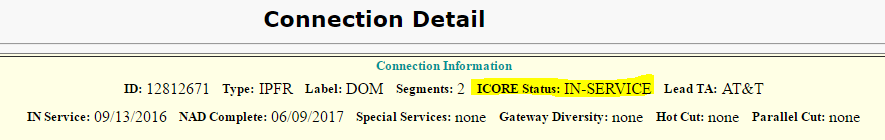 Connection Detail
Connection Information
ID: 12812671 Type: IPFR Label: DOM Segments: 2 ICORE Status: IN-SERVICE Lead TA: AT&T
IN Service: 09/13/2016 NAD Complete: 06/09/2017 Special Services: none Gateway Diversity: none Hot Cut: none Parallel Cut: none